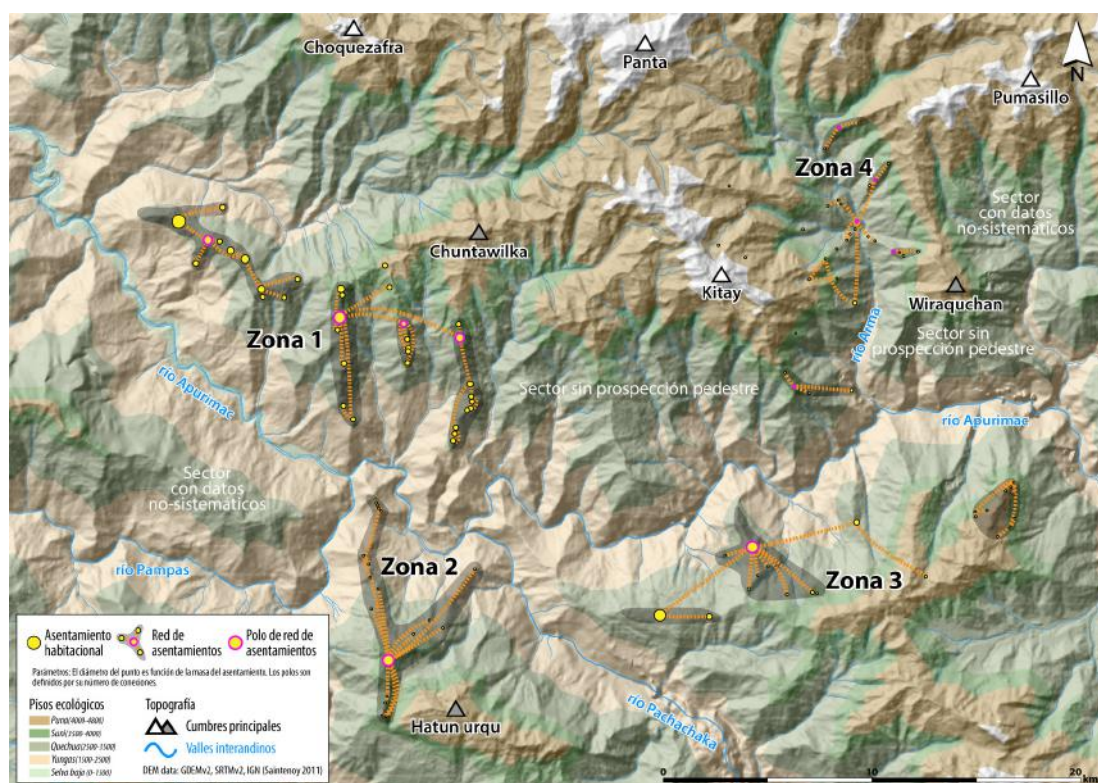 Choquezafra
Panta
N
Pumasillo
Zona 4
Sector
con datos
no-sistemáticos
Chuntawilka
Kitay
Wiraquchan
Zona 1
río Arma
Sector sin
prospección pedestre
río Apurimac
Sector sin prospección pedestre
río Apurimac
Sector
con datos
no-sistemáticos
Zona 2
Zona 3
río Pampas
río Pachachaka
Hatun urqu
Asentamiento
habitacional
Red de
asentamientos
Polo de red de
asentamientos
Parámetros: El diámetro del punto es función de la masa del asentamiento. Los polos son
definidos por su número de conexiones.
Pisos ecológicos
Puna(4000-4800)
Suni(3500-4000)
Quechua(2500-3500)
Yungas(1500-2500)
Selva baja (0-1300)
Topografía
Cumbres principales
Valles interandinos
DEM data: GDEMv2, SRTMv2, IGN (Saintenoy 2011)
0
10
20
km